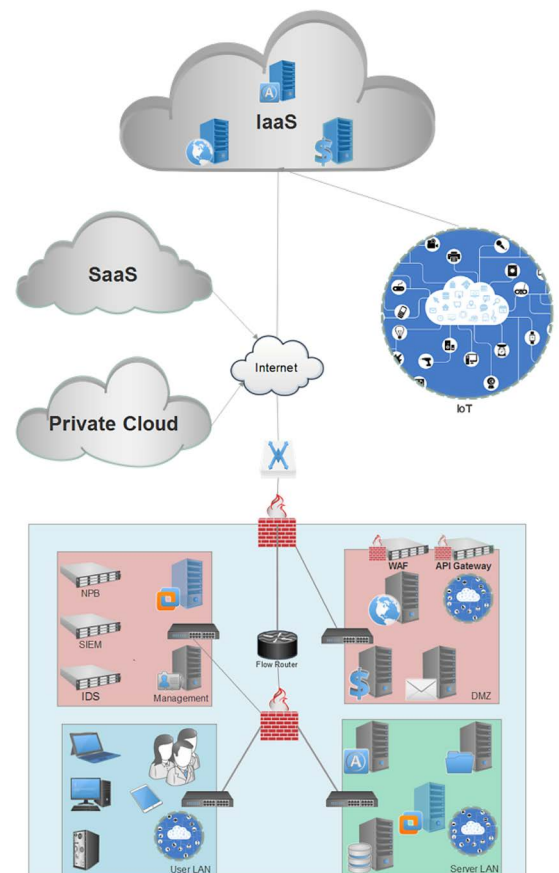 IaaS
SaaS
Internet
Private Cloud
IoT
WAF
API Gateway
NPB
SIEM
Flow Router
IDS
Management
DMZ
User LAN
Server LAN